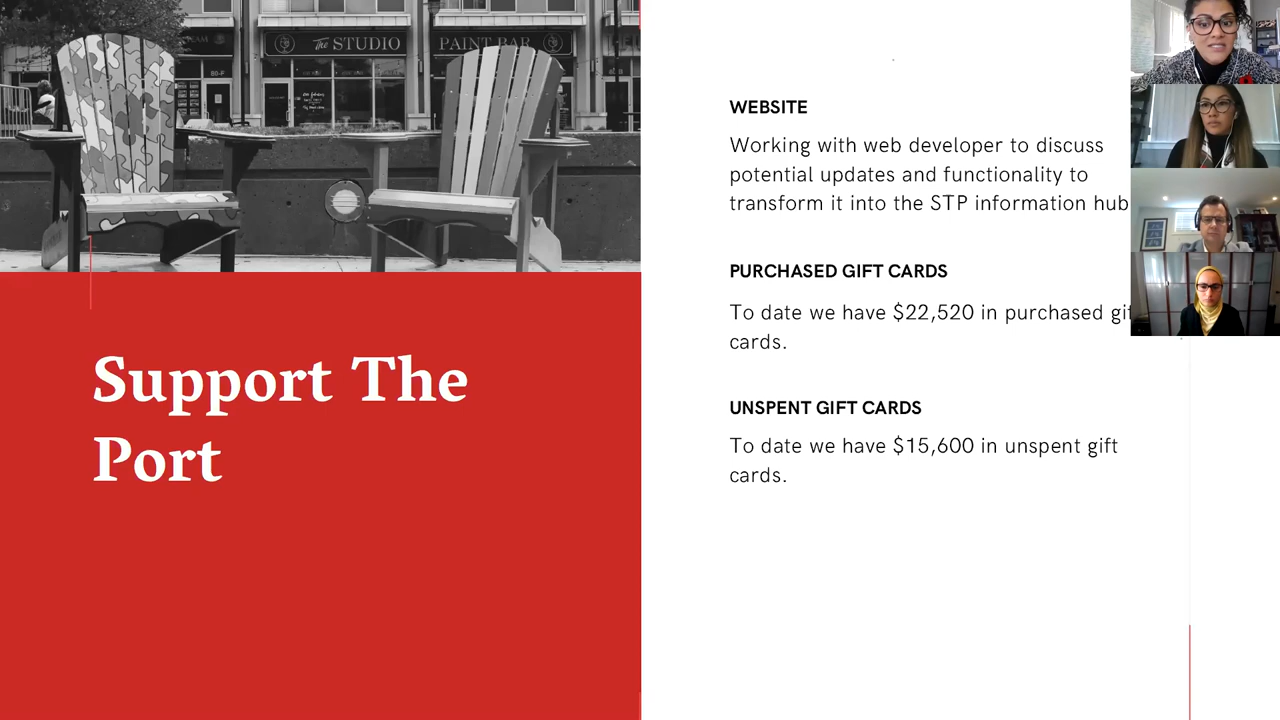 The STUDIO
PAINT BAR
80-F
Support The
Port
WEBSITE
Working with web developer to discuss
potential updates and functionality to
transform it into the STP information hub
PURCHASED GIFT CARDS
To date we have $22,520 in purchased
cards.
UNSPENT GIFT CARDS
To date we have $15,600 in unspent gift
cards.